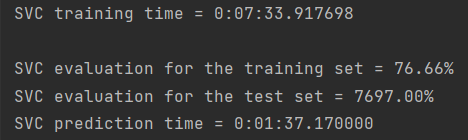 SVC training time = 0:07:33.917698
SVC evaluation for the training set = 76.66%
SVC evaluation for the test set = 7697.00%
SVC prediction time = 0:01:37.170000